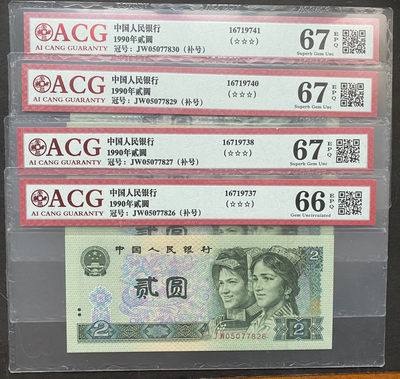 ACG
AI CANG GUARANTY
中国人民银行
1990年贰圆
冠号：JW05077830（补号）
16719741
(☆☆☆)
67 EPQ
Superb Gem Unc
ACG
AI CANG GUARANTY
中国人民银行
1990年贰圆
冠号：JW05077829（补号）
16719740
(☆☆☆)
67 EPQ
Superb Gem Unc
ACG
AI CANG GUARANTY
中国人民银行
1990年贰圆
冠号：JW05077827（补号）
16719738
(☆☆☆)
67 EPQ
Superb Gem Unc
ACG
AI CANG GUARANTY
中国人民银行
1990年贰圆
冠号：JW05077826（补号）
16719737
(☆☆☆)
66 EPQ
Gem Uncirculated
中国人民银行
2
贰圆
JW05077826
2
2